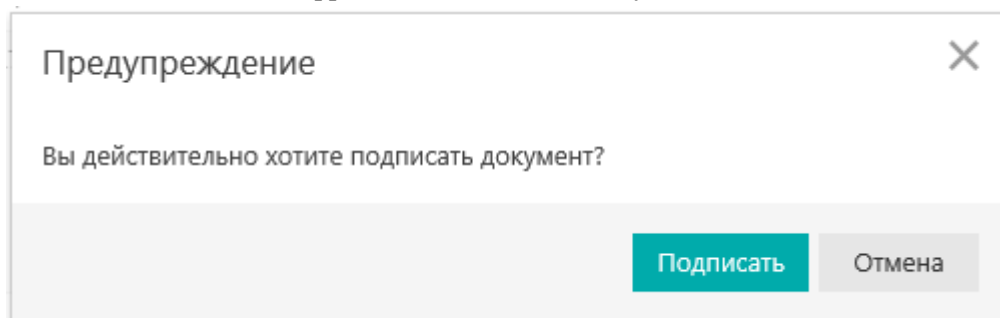 Предупреждение
Вы действительно хотите подписать документ?
Подписать Отмена